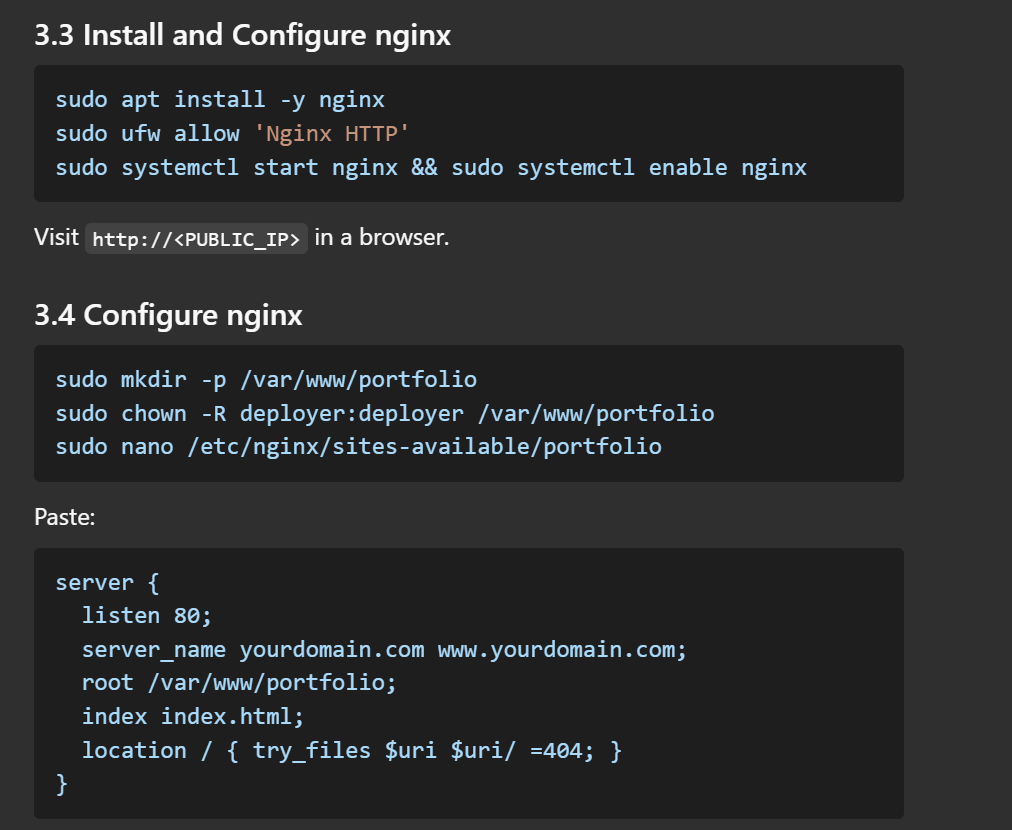 3.3 Install and Configure nginx
sudo apt install -y nginx
sudo ufw allow 'Nginx HTTP'
sudo systemctl start nginx && sudo systemctl enable nginx
Visit http://<PUBLIC_IP> in a browser.
3.4 Configure nginx
sudo mkdir -p /var/www/portfolio
sudo chown -R deployer:deployer /var/www/portfolio
sudo nano /etc/nginx/sites-available/portfolio
Paste:
server {
  listen 80;
  server_name yourdomain.com www.yourdomain.com;
  root /var/www/portfolio;
  index index.html;
  location / { try_files $uri $uri/ =404; }
}